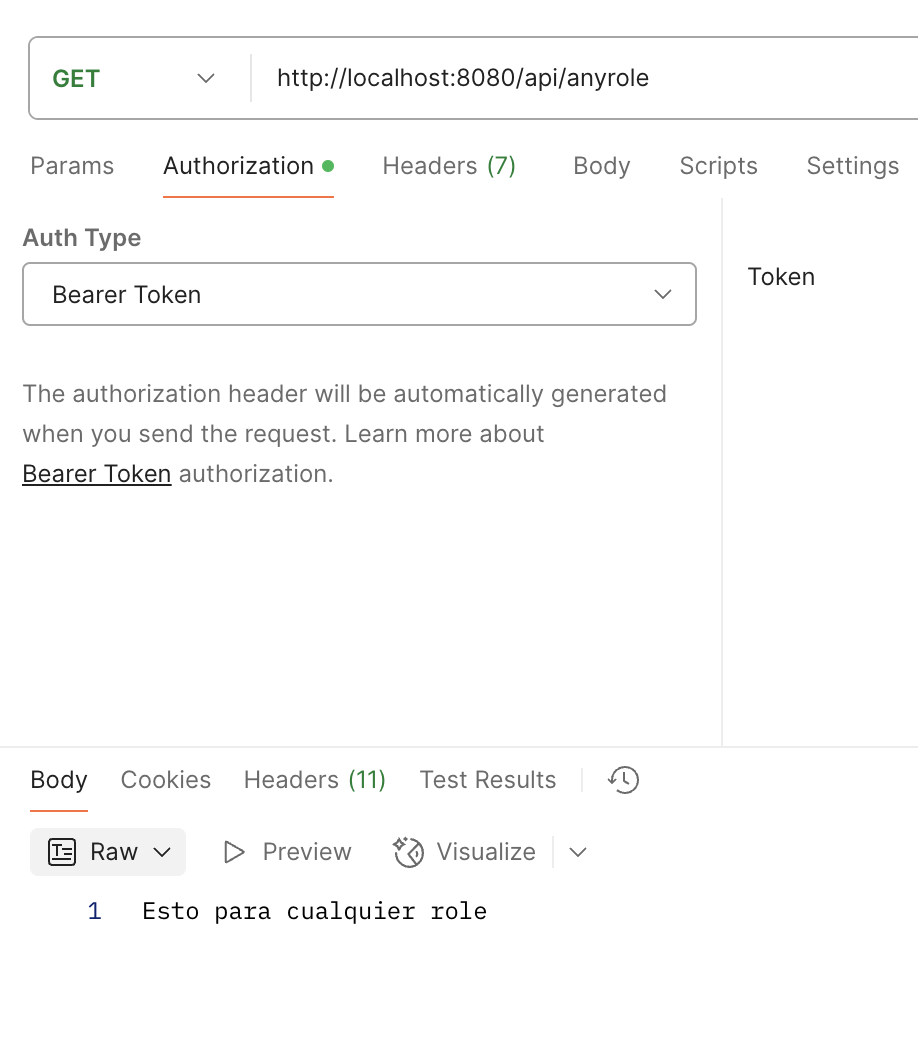 GET http://localhost:8080/api/anyrole
Params Authorization Headers (7) Body Scripts Settings
Auth Type
Bearer Token
Token
The authorization header will be automatically generated
when you send the request. Learn more about
Bearer Token authorization.
Body Cookies Headers (11) Test Results
Raw Preview Visualize
1 Esto para cualquier role